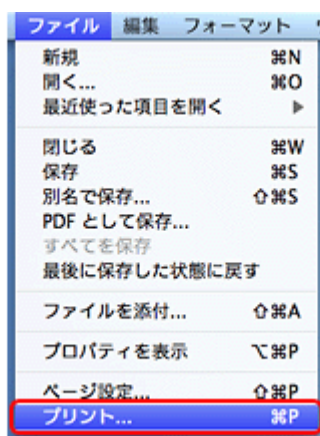 ファイル 編集 フォーマット
新規 ⌘N
開く... ⌘O
最近使った項目を開く ▶
閉じる ⌘W
保存 ⌘S
別名で保存... ⇧⌘S
PDF として保存...
すべてを保存
最後に保存した状態に戻す
ファイルを添付... ⇧⌘A
プロパティを表示 ⌥⌘P
ページ設定... ⇧⌘P
プリント... ⌘P